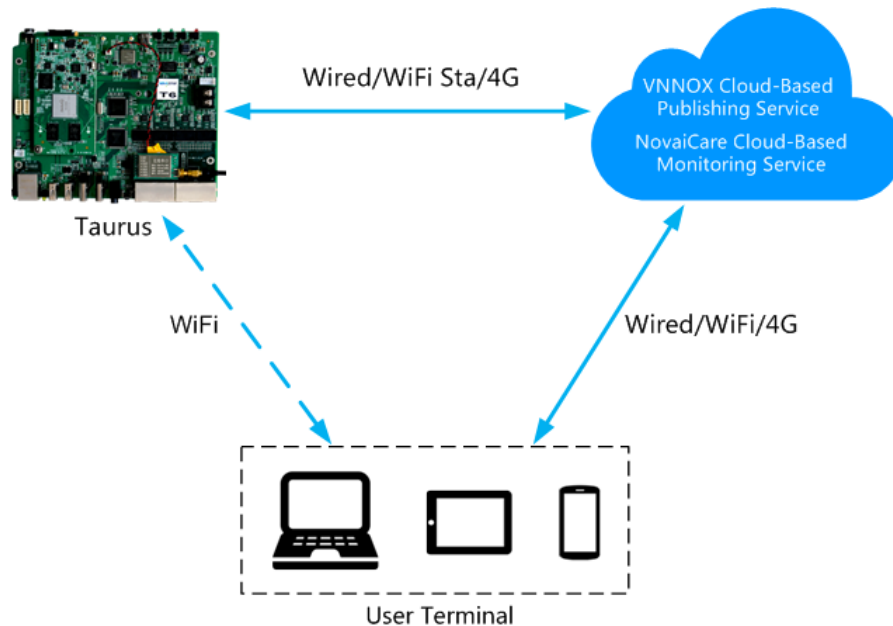 T6
Taurus
Wired/WiFi Sta/4G
VNNOX Cloud-Based
Publishing Service
NovaiCare Cloud-Based
Monitoring Service
WiFi
Wired/WiFi/4G
User Terminal